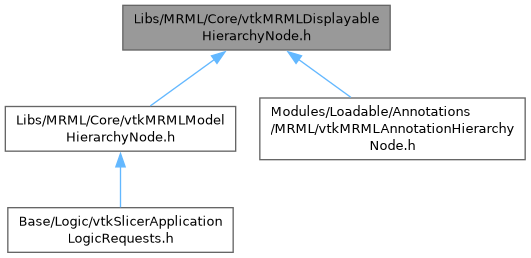 Libs/MRML/Core/vtkMRMLDisplayable
HierarchyNode.h
Libs/MRML/Core/vtkMRMLModel
HierarchyNode.h
Modules/Loadable/Annotations
/MRML/vtkMRMLAnnotationHierarchy
Node.h
Base/Logic/vtkSlicerApplication
LogicRequests.h